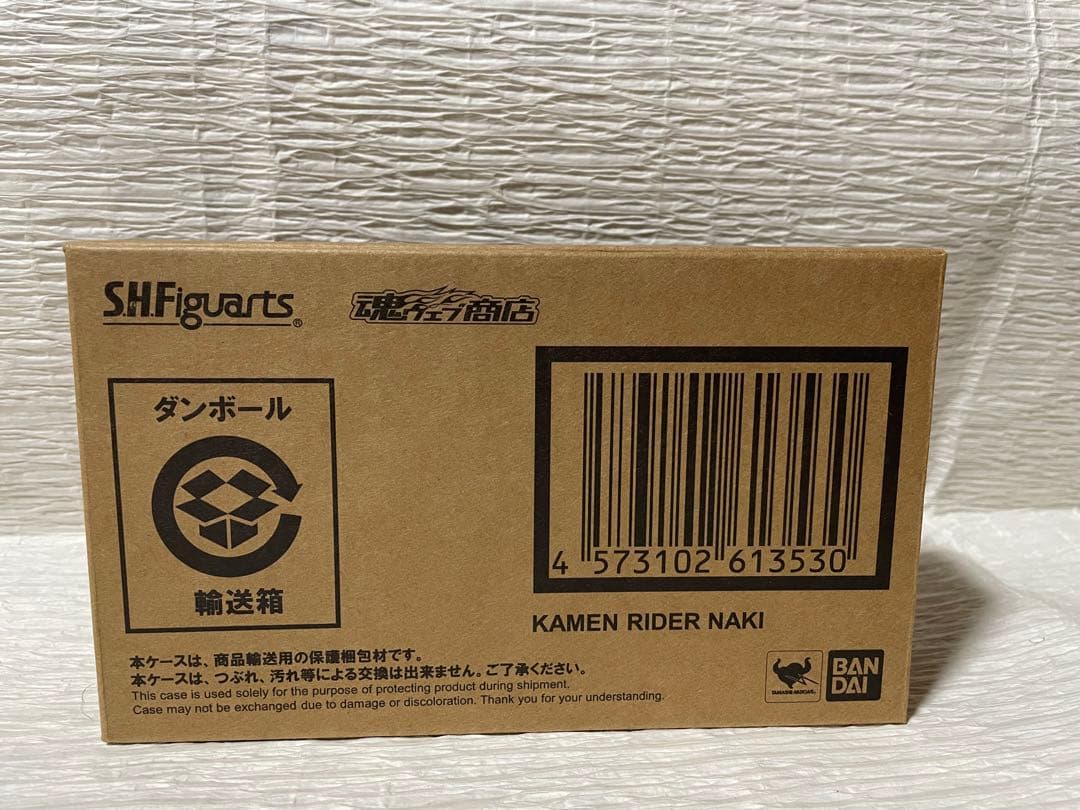 S.H.Figuarts®
魂ウェブ商店
ダンボール
輸送箱
4 573102 613530
KAMEN RIDER NAKI
本ケースは、商品輸送用の保護梱包材です。
本ケースは、つぶれ、汚れ等による交換は出来ません。ご了承ください。
This case is used solely for the purpose of protecting product during shipment.
Case may not be exchanged due to damage or discoloration. Thank you for your understanding.
TAMASHII NATIONS
BAN
DAI